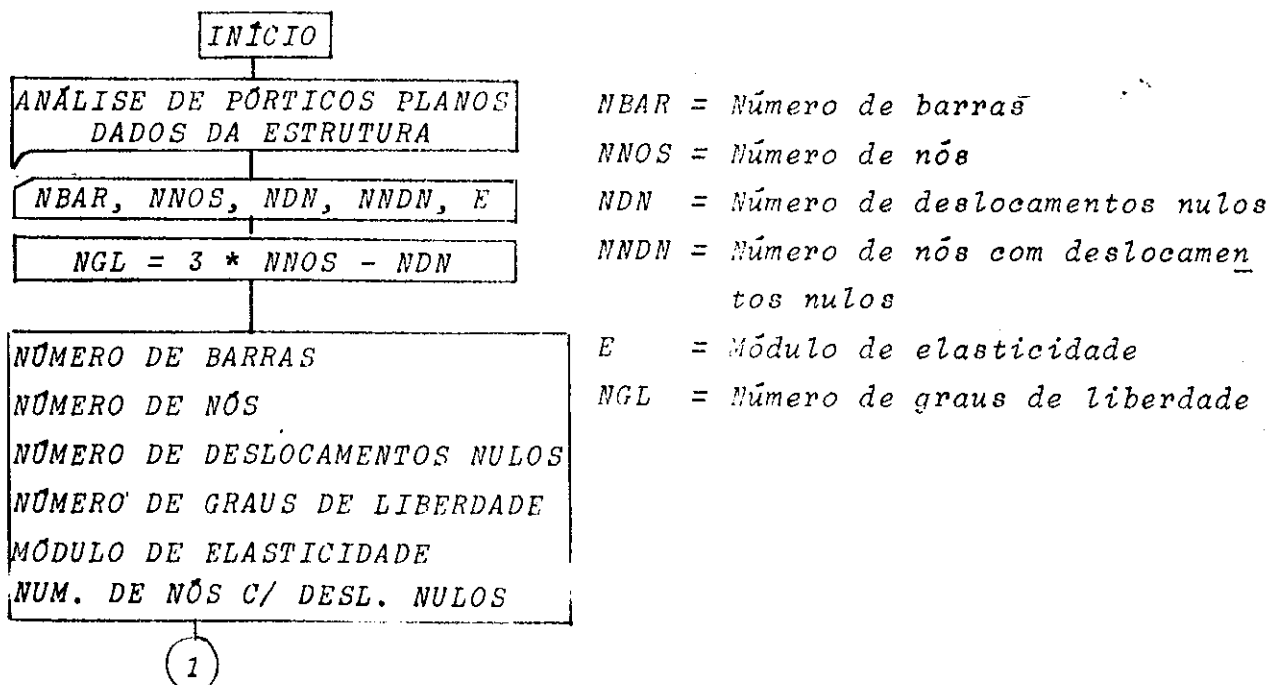 INÍCIO
ANÁLISE DE PÓRTICOS PLANOS
DADOS DA ESTRUTURA
NBAR, NNOS, NDN, NNDN, E
NGL = 3 * NNOS - NDN
NÚMERO DE BARRAS
NÚMERO DE NÓS
NÚMERO DE DESLOCAMENTOS NULOS
NÚMERO DE GRAUS DE LIBERDADE
MÓDULO DE ELASTICIDADE
NUM. DE NÓS C/ DESL. NULOS
1
NBAR = Número de barras
NNOS = Número de nós
NDN = Número de deslocamentos nulos
NNDN = Número de nós com deslocamen
tos nulos
E = Módulo de elasticidade
NGL = Número de graus de liberdade